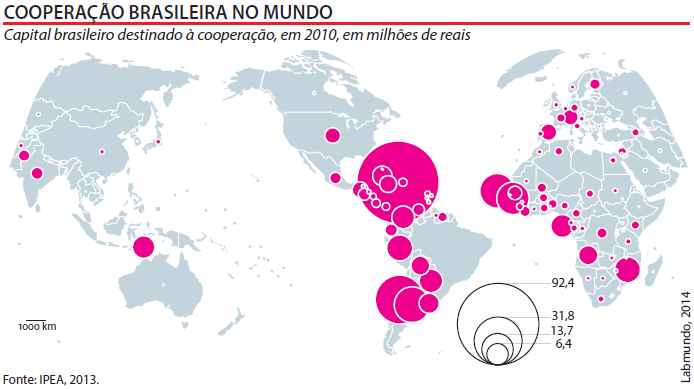 COOPERAÇÃO BRASILEIRA NO MUNDO
Capital brasileiro destinado à cooperação, em 2010, em milhões de reais
92,4
31,8
13,7
6,4
1000 km
Labmundo, 2014
Fonte: IPEA, 2013.